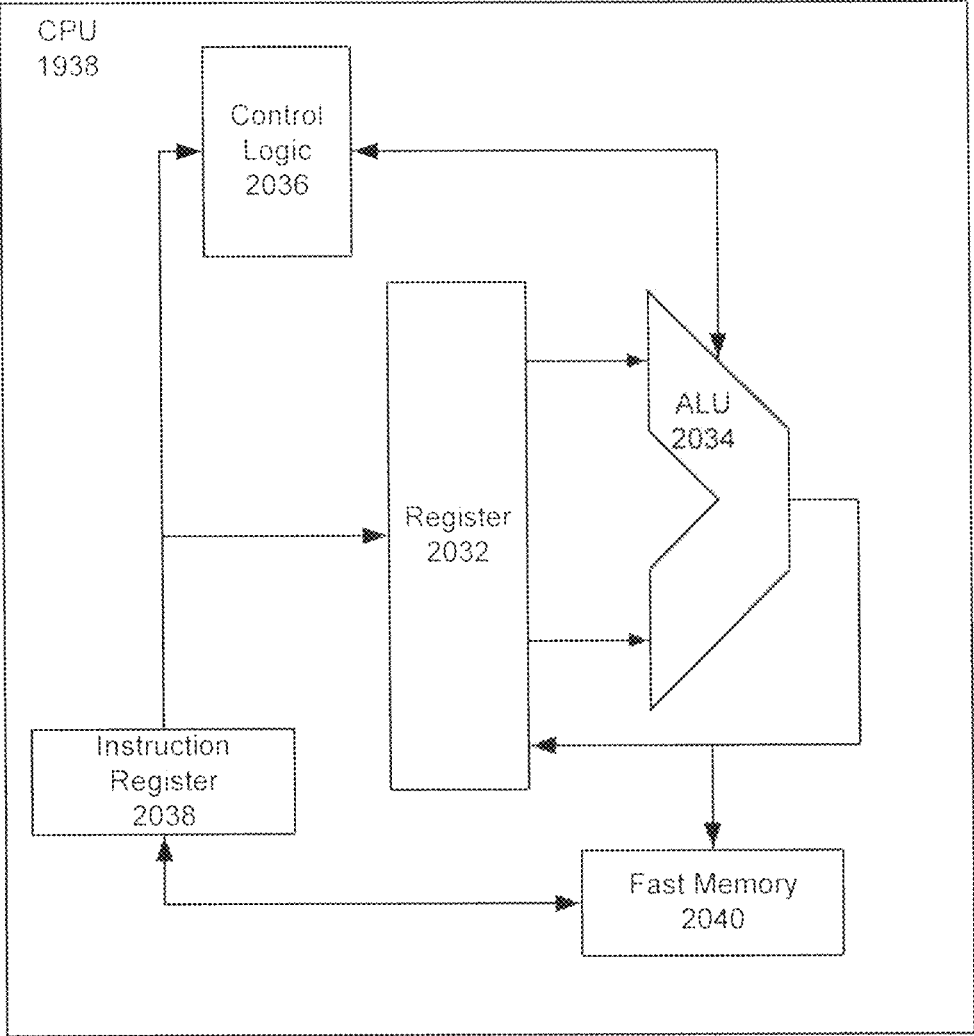 CPU
1938
Control
Logic
2036
ALU
2034
Register
2032
Instruction
Register
2038
Fast Memory
2040